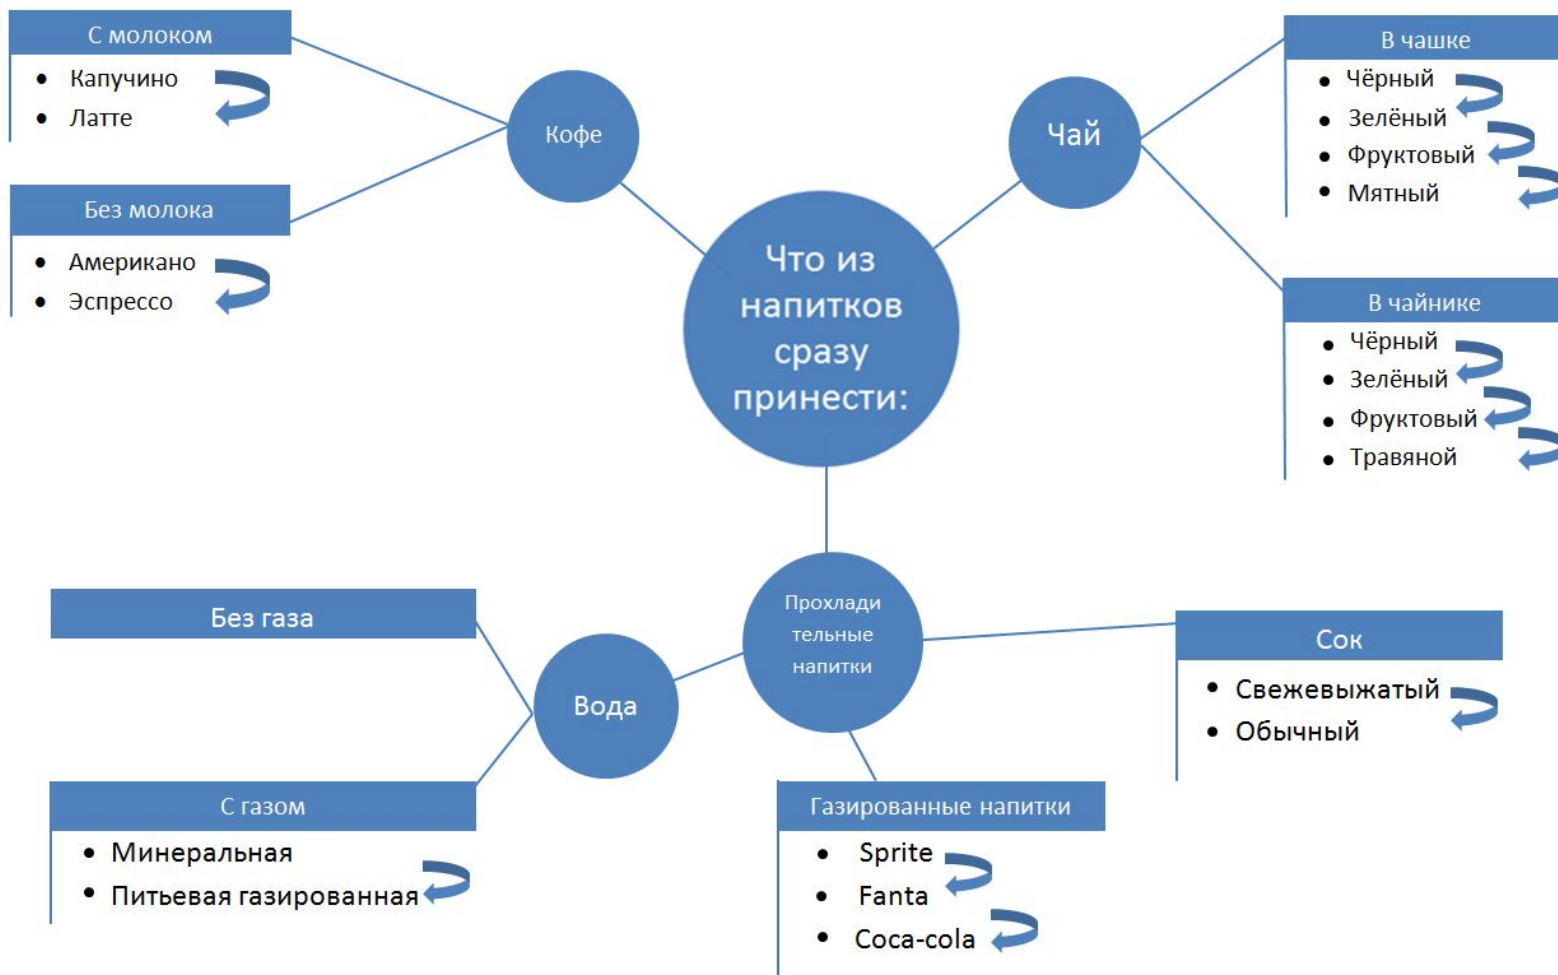 С молоком
Капучино
Латте
Без молока
Американо
Эспрессо
Кофе
Чай
В чашке
Чёрный
Зелёный
Фруктовый
Мятный
В чайнике
Чёрный
Зелёный
Фруктовый
Травяной
Что из
напитков
сразу
принести:
Прохлади
тельные
напитки
Вода
Без газа
С газом
Минеральная
Питьевая газированная
Газированные напитки
Sprite
Fanta
Coca-cola
Сок
Свежевыжатый
Обычный